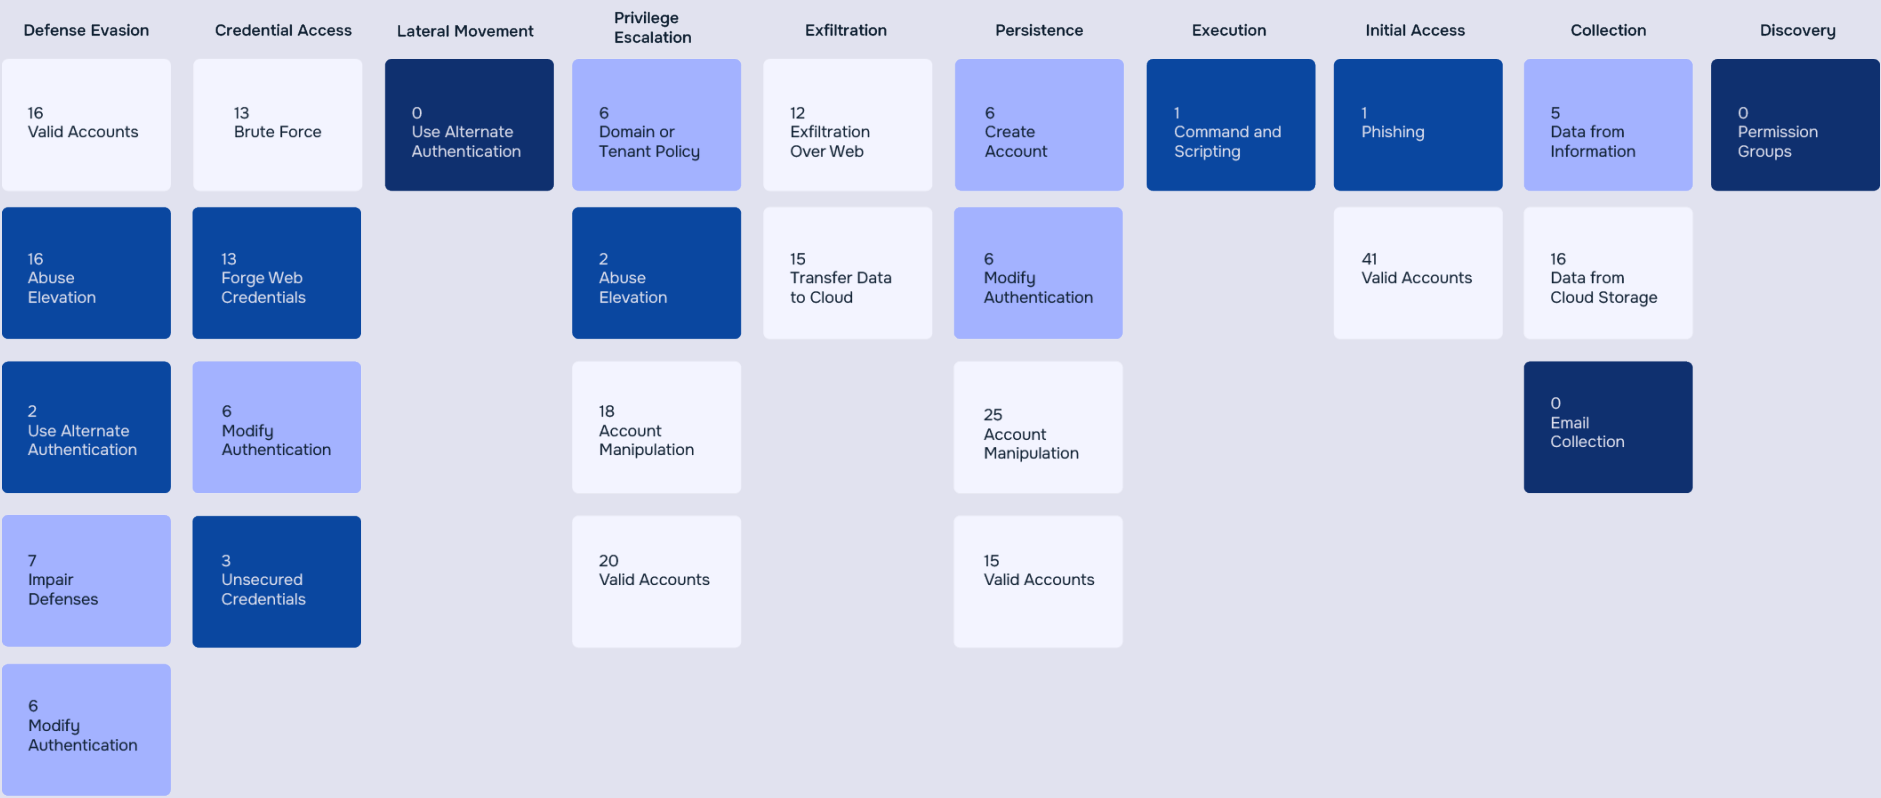 Defense Evasion
Credential Access
Lateral Movement
Privilege
Escalation
Exfiltration
Persistence
Execution
Initial Access
Collection
Discovery
16
Valid Accounts
13
Brute Force
0
Use Alternate
Authentication
6
Domain or
Tenant Policy
12
Exfiltration
Over Web
6
Create
Account
1
Command and
Scripting
1
Phishing
5
Data from
Information
0
Permission
Groups
16
Abuse
Elevation
13
Forge Web
Credentials
2
Abuse
Elevation
15
Transfer Data
to Cloud
6
Modify
Authentication
41
Valid Accounts
16
Data from
Cloud Storage
2
Use Alternate
Authentication
6
Modify
Authentication
18
Account
Manipulation
25
Account
Manipulation
0
Email
Collection
7
Impair
Defenses
3
Unsecured
Credentials
20
Valid Accounts
15
Valid Accounts
6
Modify
Authentication